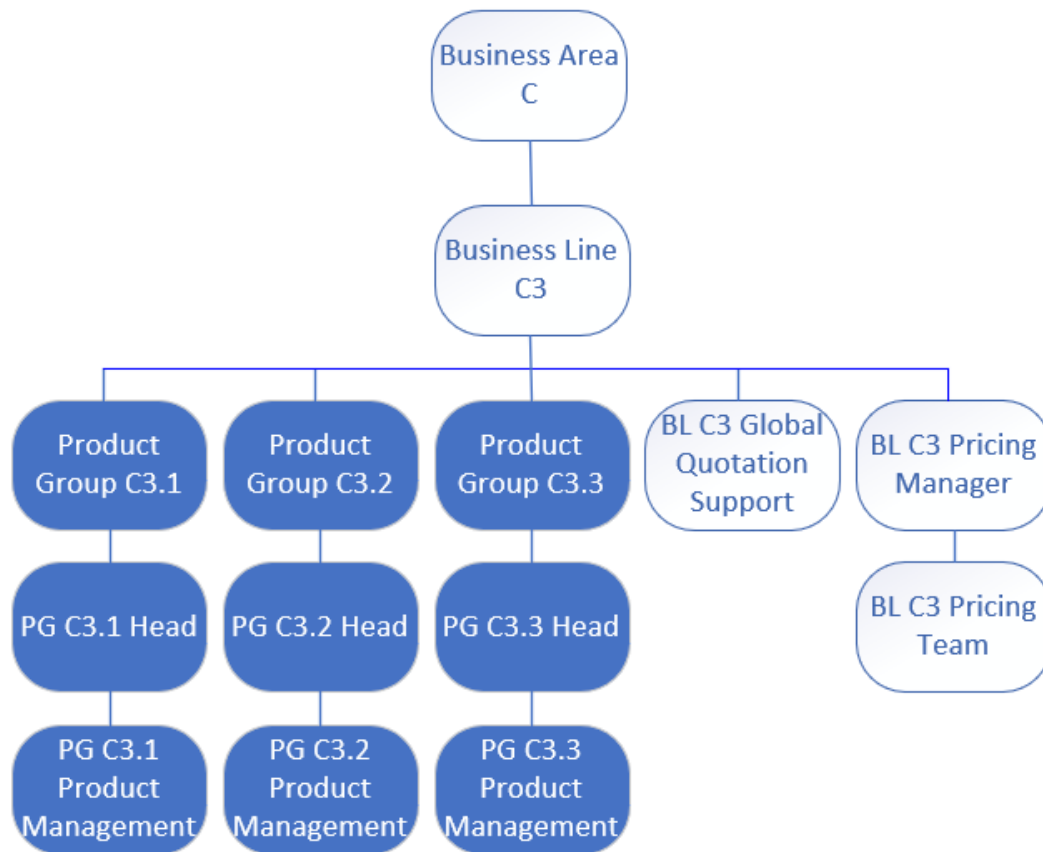 Business Area
C
Business Line
C3
Product
Group C3.1
Product
Group C3.2
Product
Group C3.3
BL C3 Global
Quotation
Support
BL C3 Pricing
Manager
PG C3.1 Head
PG C3.2 Head
PG C3.3 Head
BL C3 Pricing
Team
PG C3.1
Product
Management
PG C3.2
Product
Management
PG C3.3
Product
Management